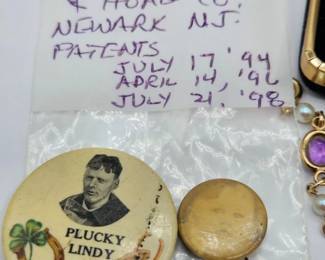 & HOAG CO.
NEWARK NJ.
PATENTS
JULY 17, '94
APRIL 14, '96
JULY 21, '98
PLUCKY
LINDY